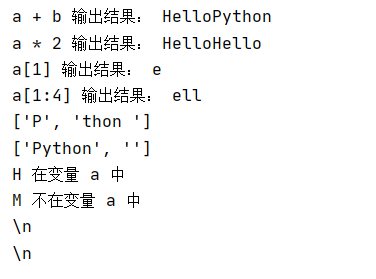 a + b 输出结果： HelloPython
a * 2 输出结果： HelloHello
a[1] 输出结果： e
a[1:4] 输出结果： ell
['P', 'thon ']
['Python', '']
H 在变量 a 中
M 不在变量 a 中
\n
\n